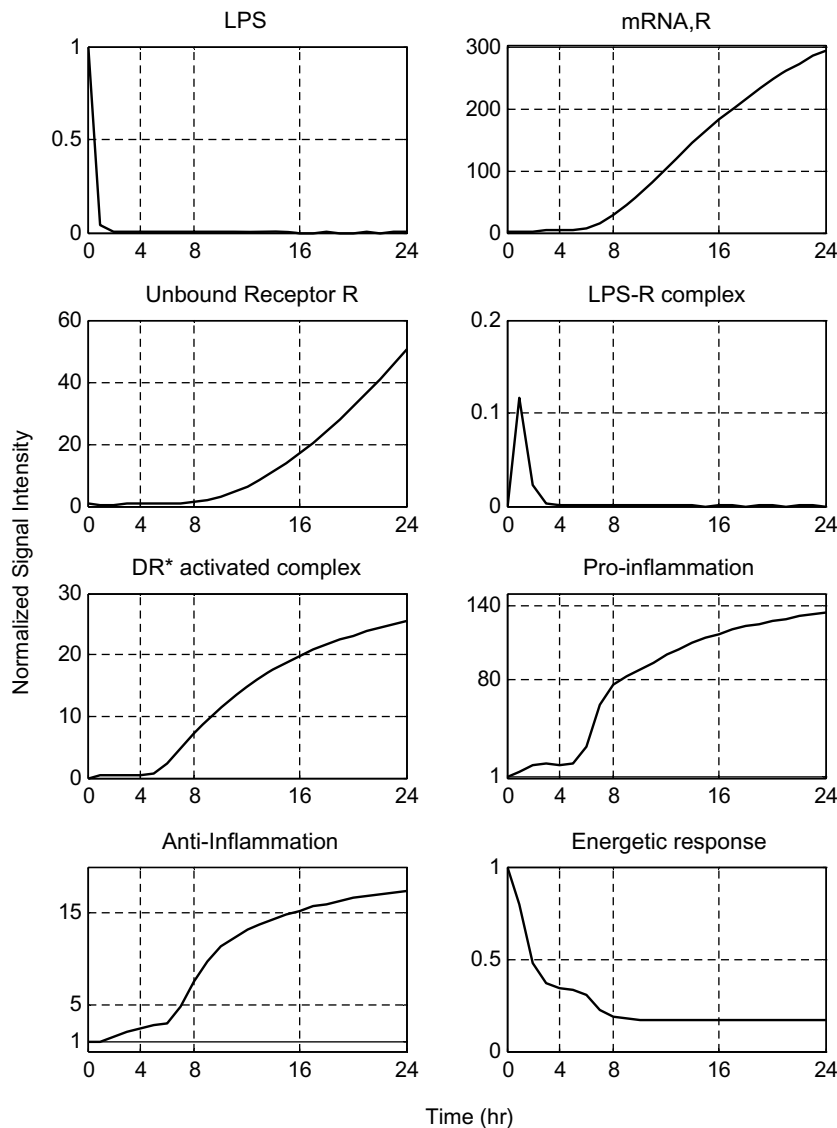 LPS
1
0.5
0
0 4 8 16 24
mRNA,R
300
200
100
0
0 4 8 16 24
Unbound Receptor R
60
40
20
0
0 4 8 16 24
LPS-R complex
0.2
0.1
0
0 4 8 16 24
Normalized Signal Intensity
DR* activated complex
30
20
10
0
0 4 8 16 24
Pro-inflammation
140
80
1
0 4 8 16 24
Anti-Inflammation
15
5
1
0 4 8 16 24
Energetic response
1
0.5
0
0 4 8 16 24
Time (hr)